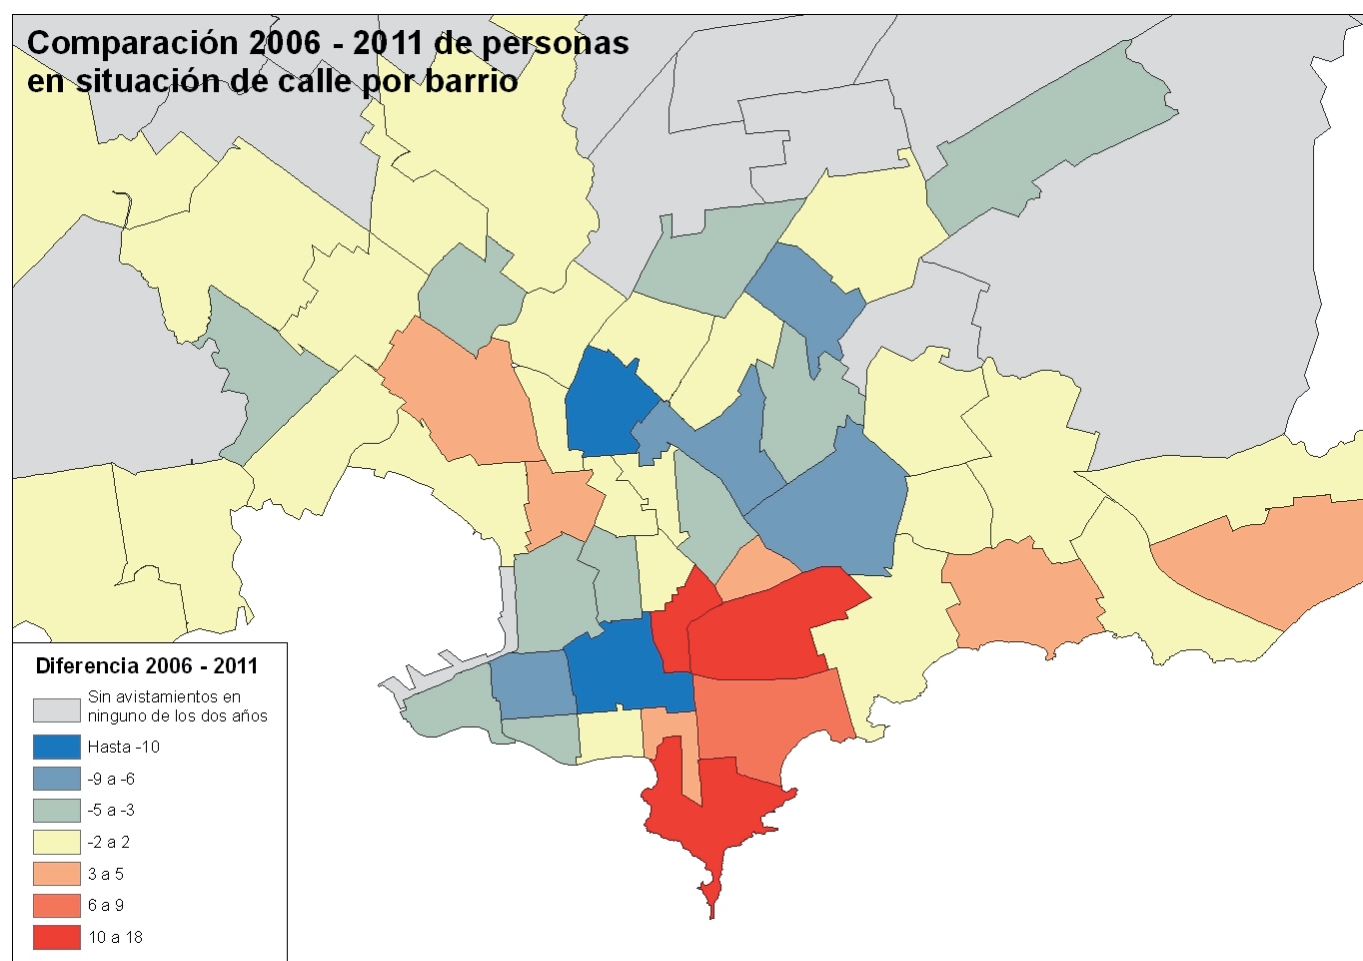 Comparación 2006 - 2011 de personas
en situación de calle por barrio
Diferencia 2006 - 2011
Sin avistamientos en
ninguno de los dos años
Hasta -10
-9 a -6
-5 a -3
-2 a 2
3 a 5
6 a 9
10 a 18